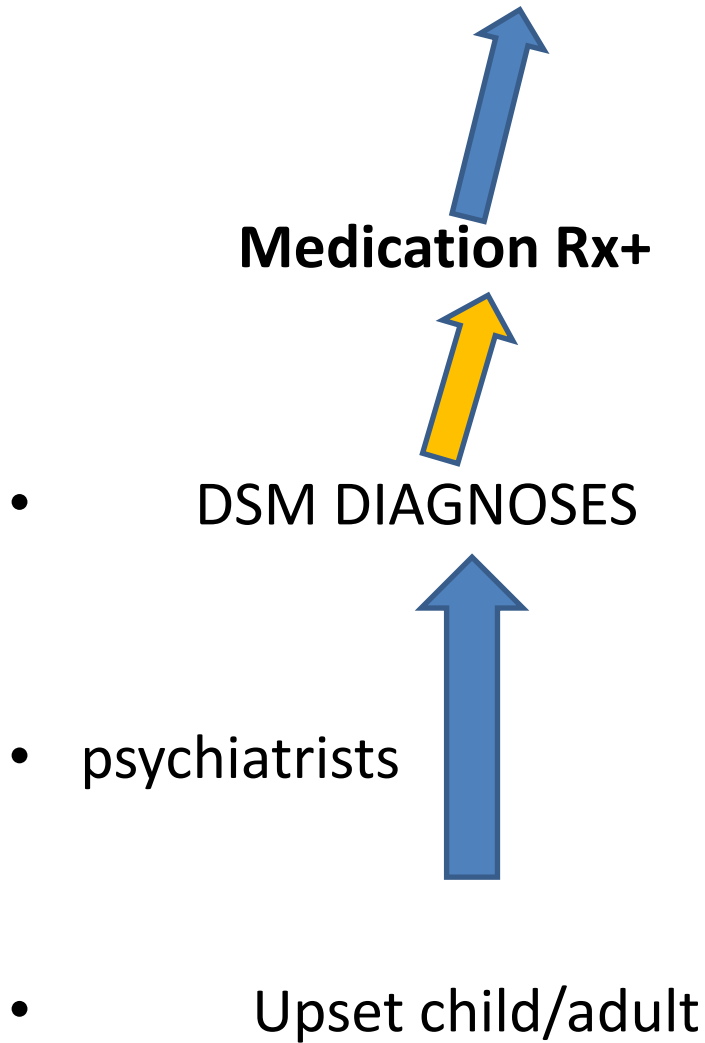 Medication Rx+
• DSM DIAGNOSES
• psychiatrists
• Upset child/adult